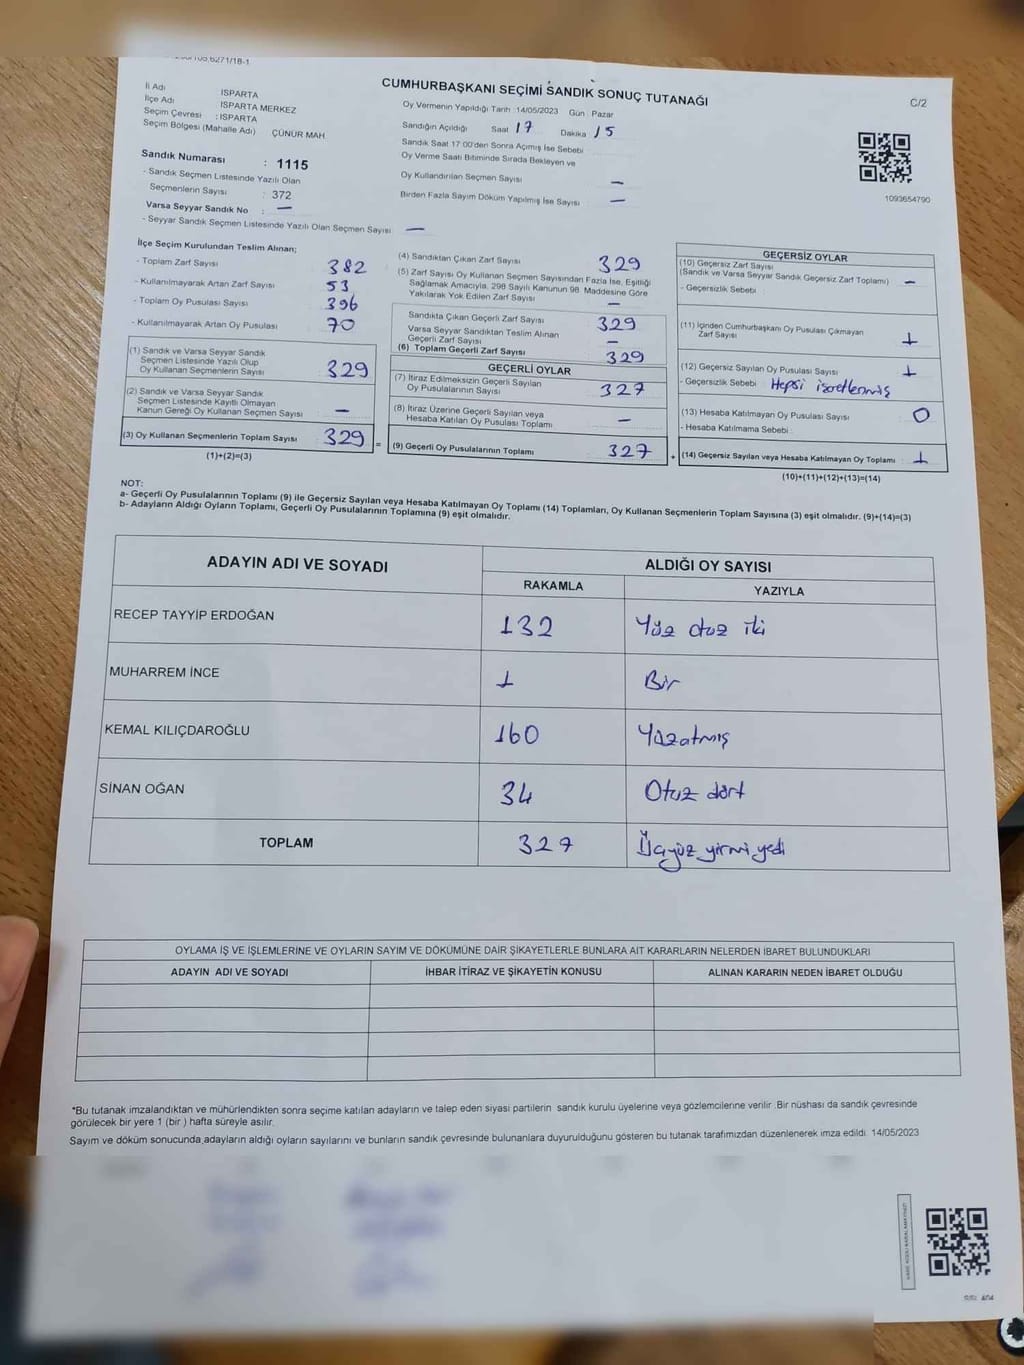 CUMHURBAŞKANI SEÇİMİ SANDIK SONUÇ TUTANAĞI
C/2
İl Adı ISPARTA
İlçe Adı ISPARTA MERKEZ
Seçim Çevresi : ISPARTA
Seçim Bölgesi (Mahalle Adı) ÇÜNÜR MAH
Sandık Numarası : 1115
- Sandık Seçmen Listesinde Yazılı Olan
Seçmenlerin Sayısı : 372
Varsa Seyyar Sandık No : —
- Seyyar Sandık Seçmen Listesinde Yazılı Olan Seçmen Sayısı —
Oy Vermenin Yapıldığı Tarih :14/05/2023 Gün : Pazar
Sandığın Açıldığı Saat 17 Dakika 15
Sandık Saat 17 00'den Sonra Açımış İse Sebebi
Oy Verme Saati Bitiminde Sırada Bekleyen ve
Oy Kullandırılan Seçmen Sayısı —
Birden Fazla Sayım Döküm Yapılmış İse Sayısı —
1093654790
İlçe Seçim Kurulundan Teslim Alınan;
- Toplam Zarf Sayısı 382
- Kullanılmayarak Artan Zarf Sayısı 53
- Toplam Oy Pusulası Sayısı 396
- Kullanılmayarak Artan Oy Pusulası 70
(1) Sandık ve Varsa Seyyar Sandık
Seçmen Listesinde Yazılı Olup
Oy Kullanan Seçmenlerin Sayısı 329
(2) Sandık ve Varsa Seyyar Sandık
Seçmen Listesinde Kayıtlı Olmayan
Kanun Gereği Oy Kullanan Seçmen Sayısı —
(3) Oy Kullanan Seçmenlerin Toplam Sayısı 329 =
(1)+(2)=(3)
(4) Sandıktan Çıkan Zarf Sayısı 329
(5) Zarf Sayısı Oy Kullanan Seçmen Sayısından Fazla İse, Eşitliği
Sağlamak Amacıyla, 298 Sayılı Kanunun 98. Maddesine Göre
Yakılarak Yok Edilen Zarf Sayısı —
Sandıkta Çıkan Geçerli Zarf Sayısı 329
Varsa Seyyar Sandıktan Teslim Alınan
Geçerli Zarf Sayısı —
(6) Toplam Geçerli Zarf Sayısı 329
GEÇERLİ OYLAR
(7) İtiraz Edilmeksizin Geçerli Sayılan
Oy Pusulalarının Sayısı 327
(8) İtiraz Üzerine Geçerli Sayılan veya
Hesaba Katılan Oy Pusulası Toplamı —
(9) Geçerli Oy Pusulalarının Toplamı 327 +
GEÇERSİZ OYLAR
(10) Geçersiz Zarf Sayısı
(Sandık ve Varsa Seyyar Sandık Geçersiz Zarf Toplamı) —
- Geçersizlik Sebebi
(11) İçinden Cumhurbaşkanı Oy Pusulası Çıkmayan
Zarf Sayısı 1
(12) Geçersiz Sayılan Oy Pusulası Sayısı 1
- Geçersizlik Sebebi : Hepsi işaretlenmiş
(13) Hesaba Katılmayan Oy Pusulası Sayısı 0
- Hesaba Katılmama Sebebi :
(14) Geçersiz Sayılan veya Hesaba Katılmayan Oy Toplamı : 1
(10)+(11)+(12)+(13)=(14)
NOT:
a- Geçerli Oy Pusulalarının Toplamı (9) ile Geçersiz Sayılan veya Hesaba Katılmayan Oy Toplamı (14) Toplamları, Oy Kullanan Seçmenlerin Toplam Sayısına (3) eşit olmalıdır. (9)+(14)=(3)
b- Adayların Aldığı Oyların Toplamı, Geçerli Oy Pusulalarının Toplamına (9) eşit olmalıdır.
ADAYIN ADI VE SOYADI ALDIĞI OY SAYISI
RAKAMLA YAZIYLA
RECEP TAYYİP ERDOĞAN 132 Yüz otuz iki
MUHARREM İNCE 1 Bir
KEMAL KILIÇDAROĞLU 160 Yüzatmış
SİNAN OĞAN 34 Otuz dört
TOPLAM 327 Üçyüz yirmi yedi
OYLAMA İŞ VE İŞLEMLERİNE VE OYLARIN SAYIM VE DÖKÜMÜNE DAİR ŞİKAYETLERLE BUNLARA AİT KARARLARIN NELERDEN İBARET BULUNDUKLARI
ADAYIN ADI VE SOYADI İHBAR İTİRAZ VE ŞİKAYETİN KONUSU ALINAN KARARIN NEDEN İBARET OLDUĞU
*Bu tutanak imzalandıktan ve mühürlendikten sonra seçime katılan adayların ve talep eden siyasi partilerin sandık kurulu üyelerine veya gözlemcilerine verilir .Bir nüshası da sandık çevresinde
görülecek bir yere 1 (bir ) hafta süreyle asılır.
Sayım ve döküm sonucunda,adayların aldığı oyların sayılarını ve bunların sandık çevresinde bulunanlara duyurulduğunu gösteren bu tutanak tarafımızdan düzenlenerek imza edildi. 14/05/2023